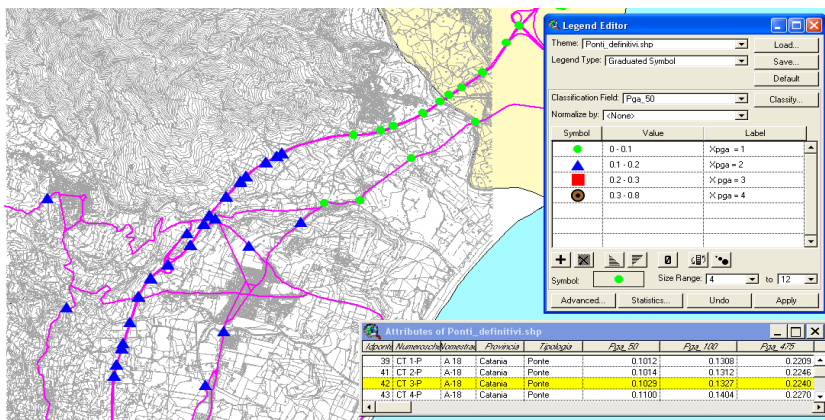 Legend Editor
Theme: Ponti_definitivi.shp
Load...
Legend Type: Graduated Symbol
Save...
Default
Classification Field: Pga_50
Classify...
Normalize by: <None>
Symbol Value Label
0 - 0.1 Xpga = 1
0.1 - 0.2 Xpga = 2
0.2 - 0.3 X pga = 3
0.3 - 0.8 X pga = 4
Symbol: Size Range: 4 to 12
Advanced... Statistics... Undo Apply
Attributes of Ponti_definitivi.shp
Idponte Numerosche Nomestrad Provincia Tipologia Pga_50 Pga_100 Pga_475
39 CT 1-P A-18 Catania Ponte 0.1012 0.1308 0.2209
41 CT 2-P A-18 Catania Ponte 0.1014 0.1312 0.2246
42 CT 3-P A-18 Catania Ponte 0.1029 0.1327 0.2240
43 CT 4-P A-18 Catania Ponte 0.1100 0.1404 0.2270